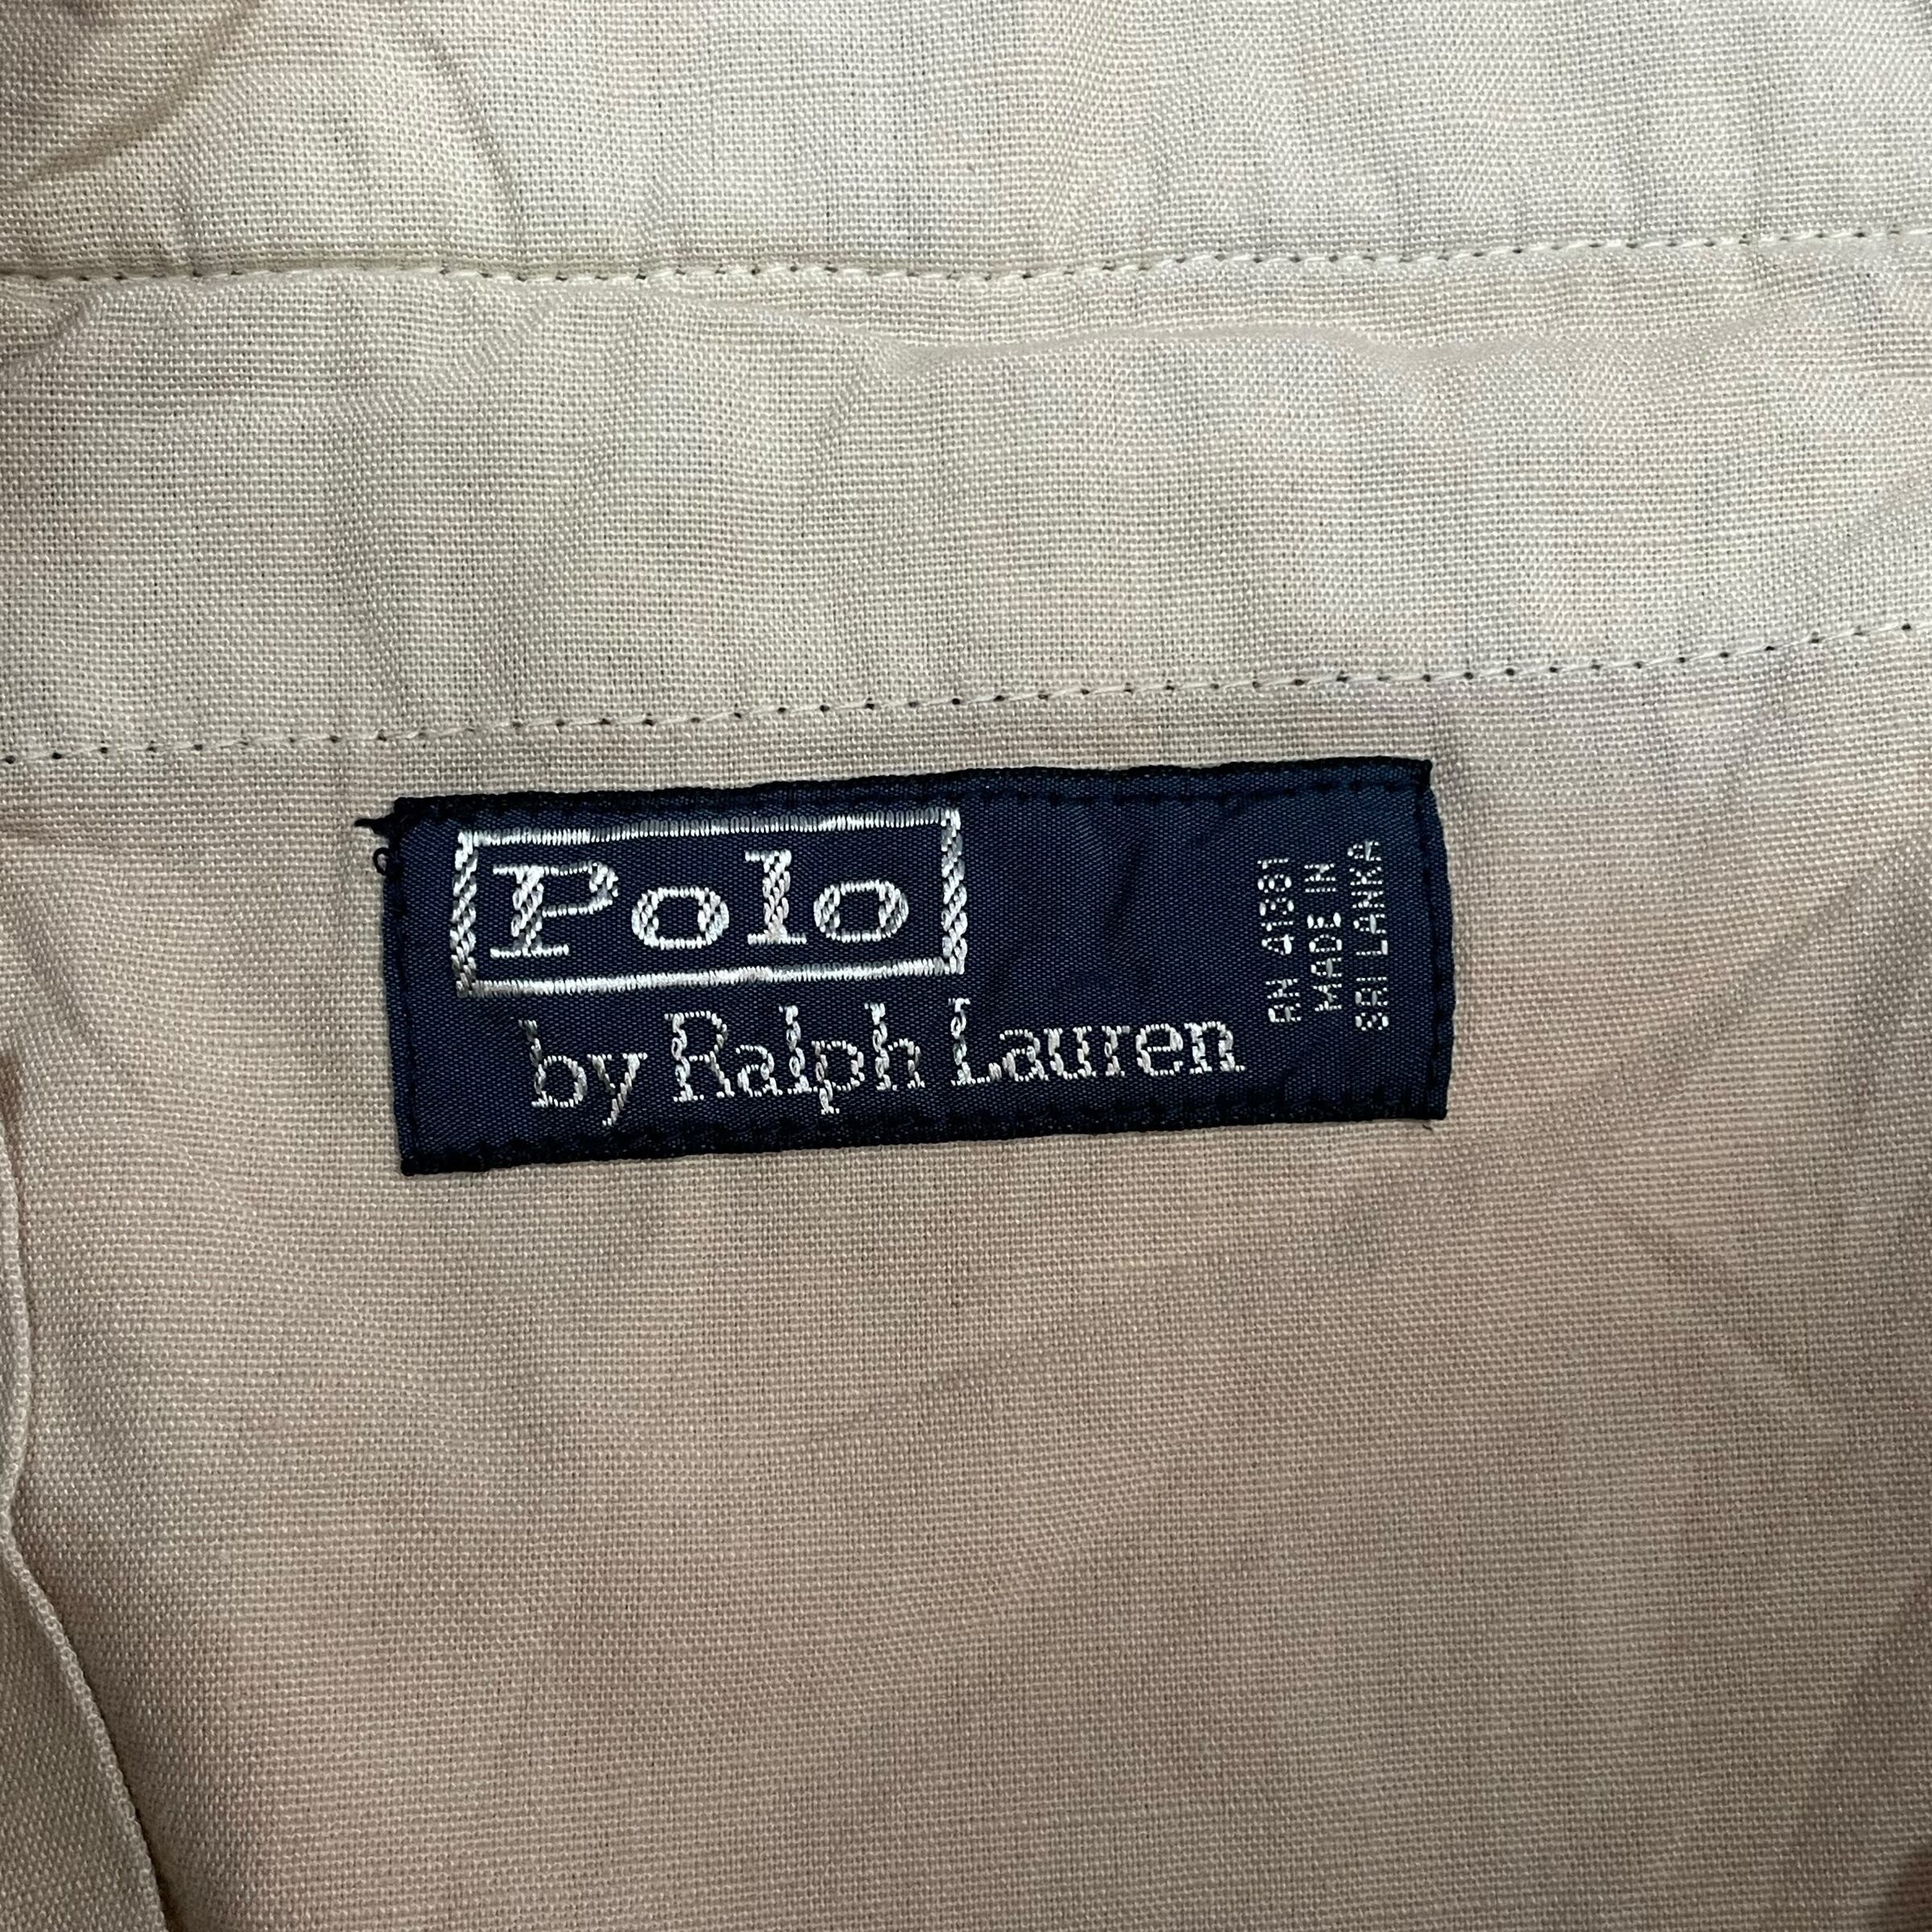 Polo
by Ralph Lauren
RN 41381
MADE IN
SRI LANKA